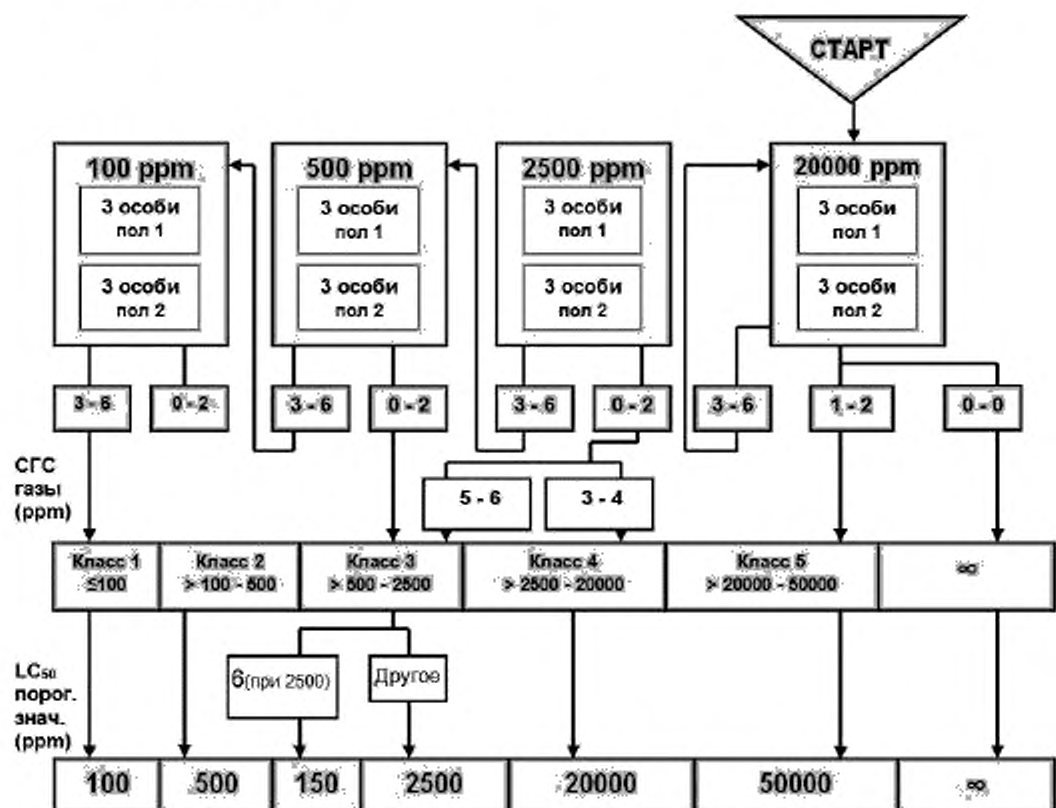 СТАРТ
100 ppm
500 ppm
2500 ppm
20000 ppm
3 особи
пол 1
3 особи
пол 1
3 особи
пол 1
3 особи
пол 1
3 особи
пол 2
3 особи
пол 2
3 особи
пол 2
3 особи
пол 2
3 - 6
0 - 2
3 - 6
0 - 2
3 - 6
0 - 2
3 - 6
1 - 2
0 - 0
СГС
газы
(ppm)
5 - 6
3 - 4
Класс 1
≤100
Класс 2
> 100 - 500
Класс 3
> 500 - 2500
Класс 4
> 2500 - 20000
Класс 5
> 20000 - 50000
∞
LC₅₀
порог.
знач.
(ppm)
6(при 2500)
Другое
100
500
150
2500
20000
50000
∞